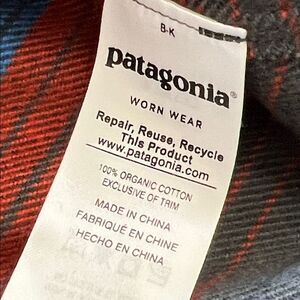 B·K
patagonia®
WORN WEAR
Repair, Reuse, Recycle
This Product
www.patagonia.com
100% ORGANIC COTTON
EXCLUSIVE OF TRIM
MADE IN CHINA
FABRIQUÉ EN CHINE
HECHO EN CHINA